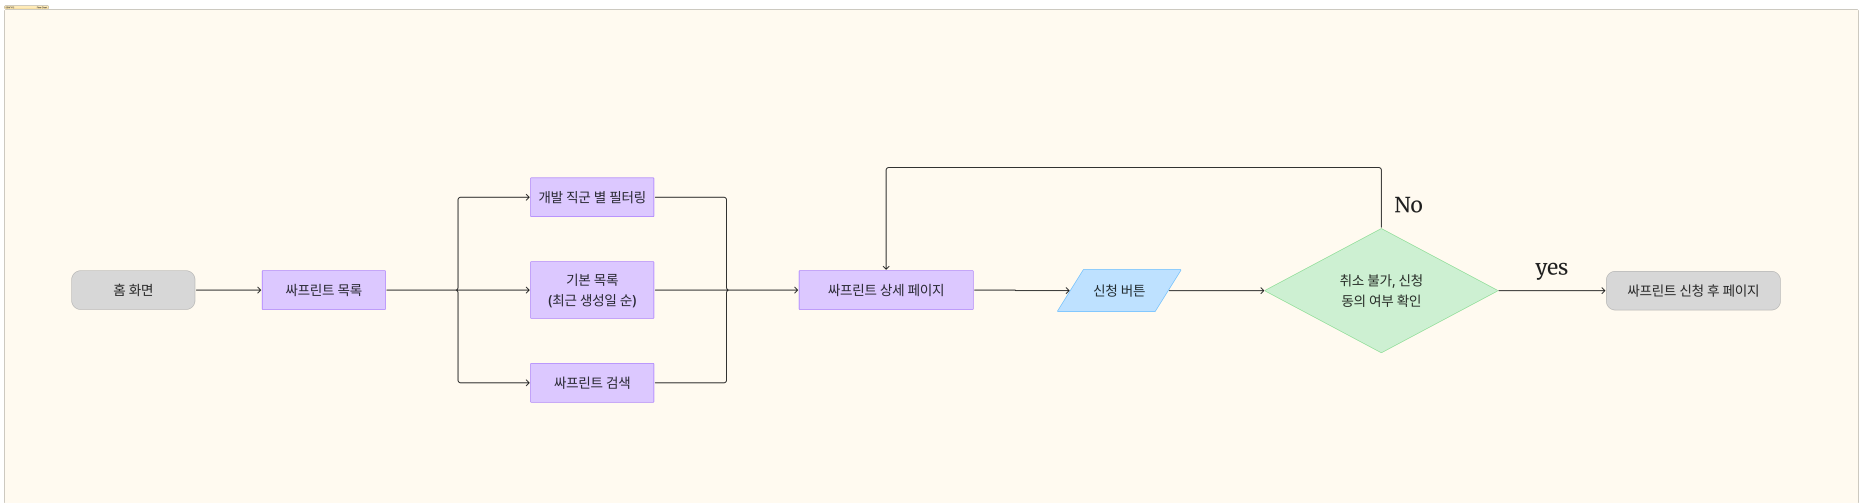 홈 화면
싸프린트 목록
개발 직군 별 필터링
기본 목록
(최근 생성일 순)
싸프린트 검색
싸프린트 상세 페이지
신청 버튼
취소 불가, 신청
동의 여부 확인
No
yes
싸프린트 신청 후 페이지